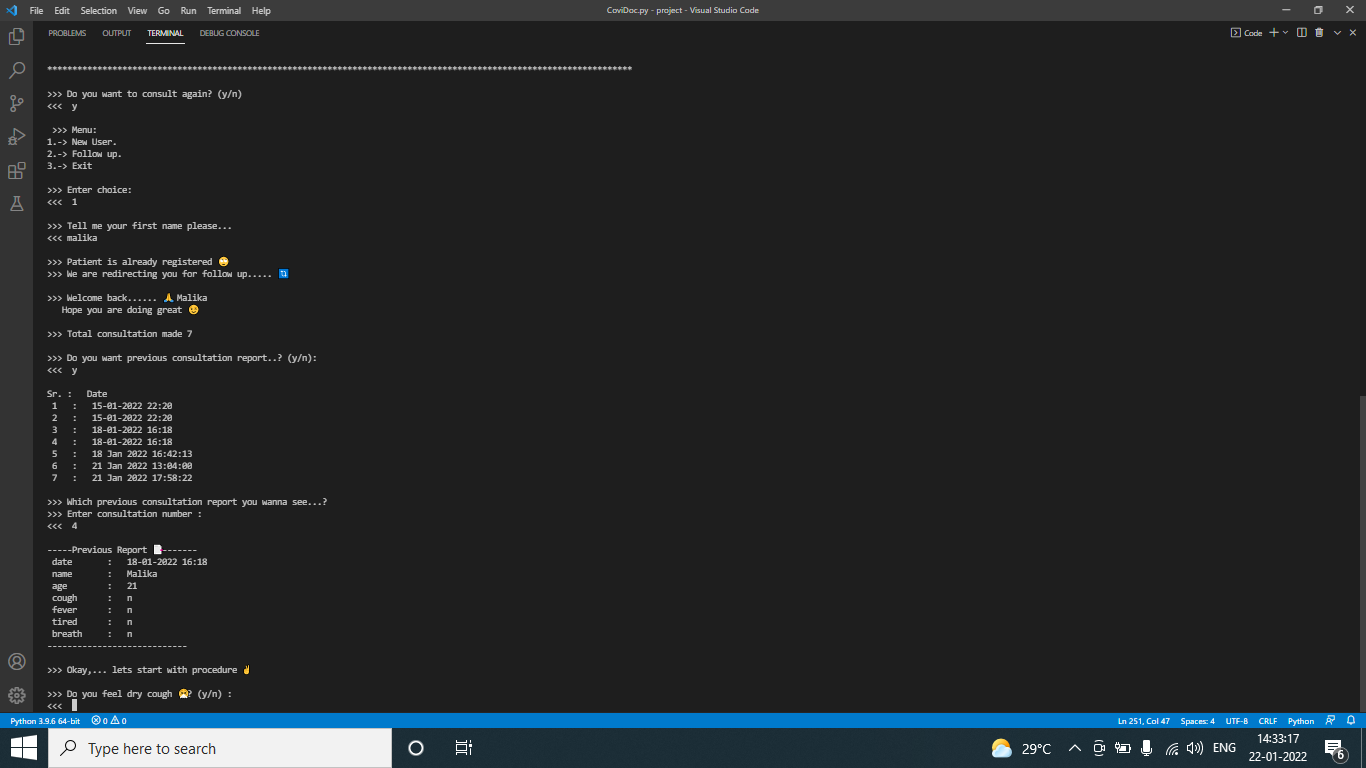 File Edit Selection View Go Run Terminal Help CoviDoc.py - project - Visual Studio Code
PROBLEMS OUTPUT TERMINAL DEBUG CONSOLE Code
*********************************************************************************************************************
>>> Do you want to consult again? (y/n)
<<< y
>>> Menu:
1.-> New User.
2.-> Follow up.
3.-> Exit
>>> Enter choice:
<<< 1
>>> Tell me your first name please...
<<< malika
>>> Patient is already registered 🙄
>>> We are redirecting you for follow up..... 🔃
>>> Welcome back...... 🙏 Malika
Hope you are doing great 😊
>>> Total consultation made 7
>>> Do you want previous consultation report..? (y/n):
<<< y
Sr. : Date
1 : 15-01-2022 22:20
2 : 15-01-2022 22:20
3 : 18-01-2022 16:18
4 : 18-01-2022 16:18
5 : 18 Jan 2022 16:42:13
6 : 21 Jan 2022 13:04:00
7 : 21 Jan 2022 17:58:22
>>> Which previous consultation report you wanna see...?
>>> Enter consultation number :
<<< 4
-----Previous Report 📑-------
date : 18-01-2022 16:18
name : Malika
age : 21
cough : n
fever : n
tired : n
breath : n
----------------------------
>>> Okay,... lets start with procedure ✌
>>> Do you feel dry cough 😷? (y/n) :
<<<
Python 3.9.6 64-bit 0 0 Ln 251, Col 47 Spaces: 4 UTF-8 CRLF Python
Type here to search 29°C ENG 14:33:17
22-01-2022 6